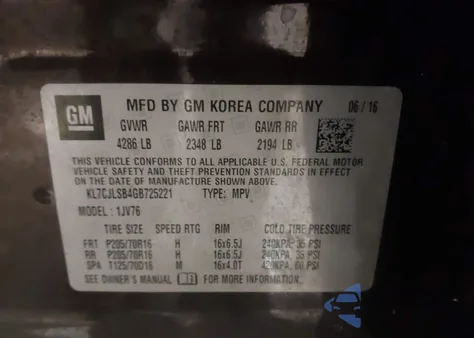 GM MFD BY GM KOREA COMPANY 06 / 16
GVWR GAWR FRT GAWR RR
4286 LB 2348 LB 2194 LB
THIS VEHICLE CONFORMS TO ALL APPLICABLE U.S. FEDERAL MOTOR
VEHICLE SAFETY AND THEFT PREVENTION STANDARDS IN EFFECT
ON THE DATE OF MANUFACTURE SHOWN ABOVE.
KL7CJLSB4GB725221 TYPE: MPV
MODEL: 1JV76
TIRE SIZE SPEED RTG RIM COLD TIRE PRESSURE
FRT P205/70R16 H 16x6.5J 240KPA, 35 PSI
RR P205/70R16 H 16x6.5J 240KPA, 35 PSI
SPA T125/70D16 M 16x4.0T 420KPA, 60 PSI
SEE OWNER'S MANUAL FOR MORE INFORMATION.